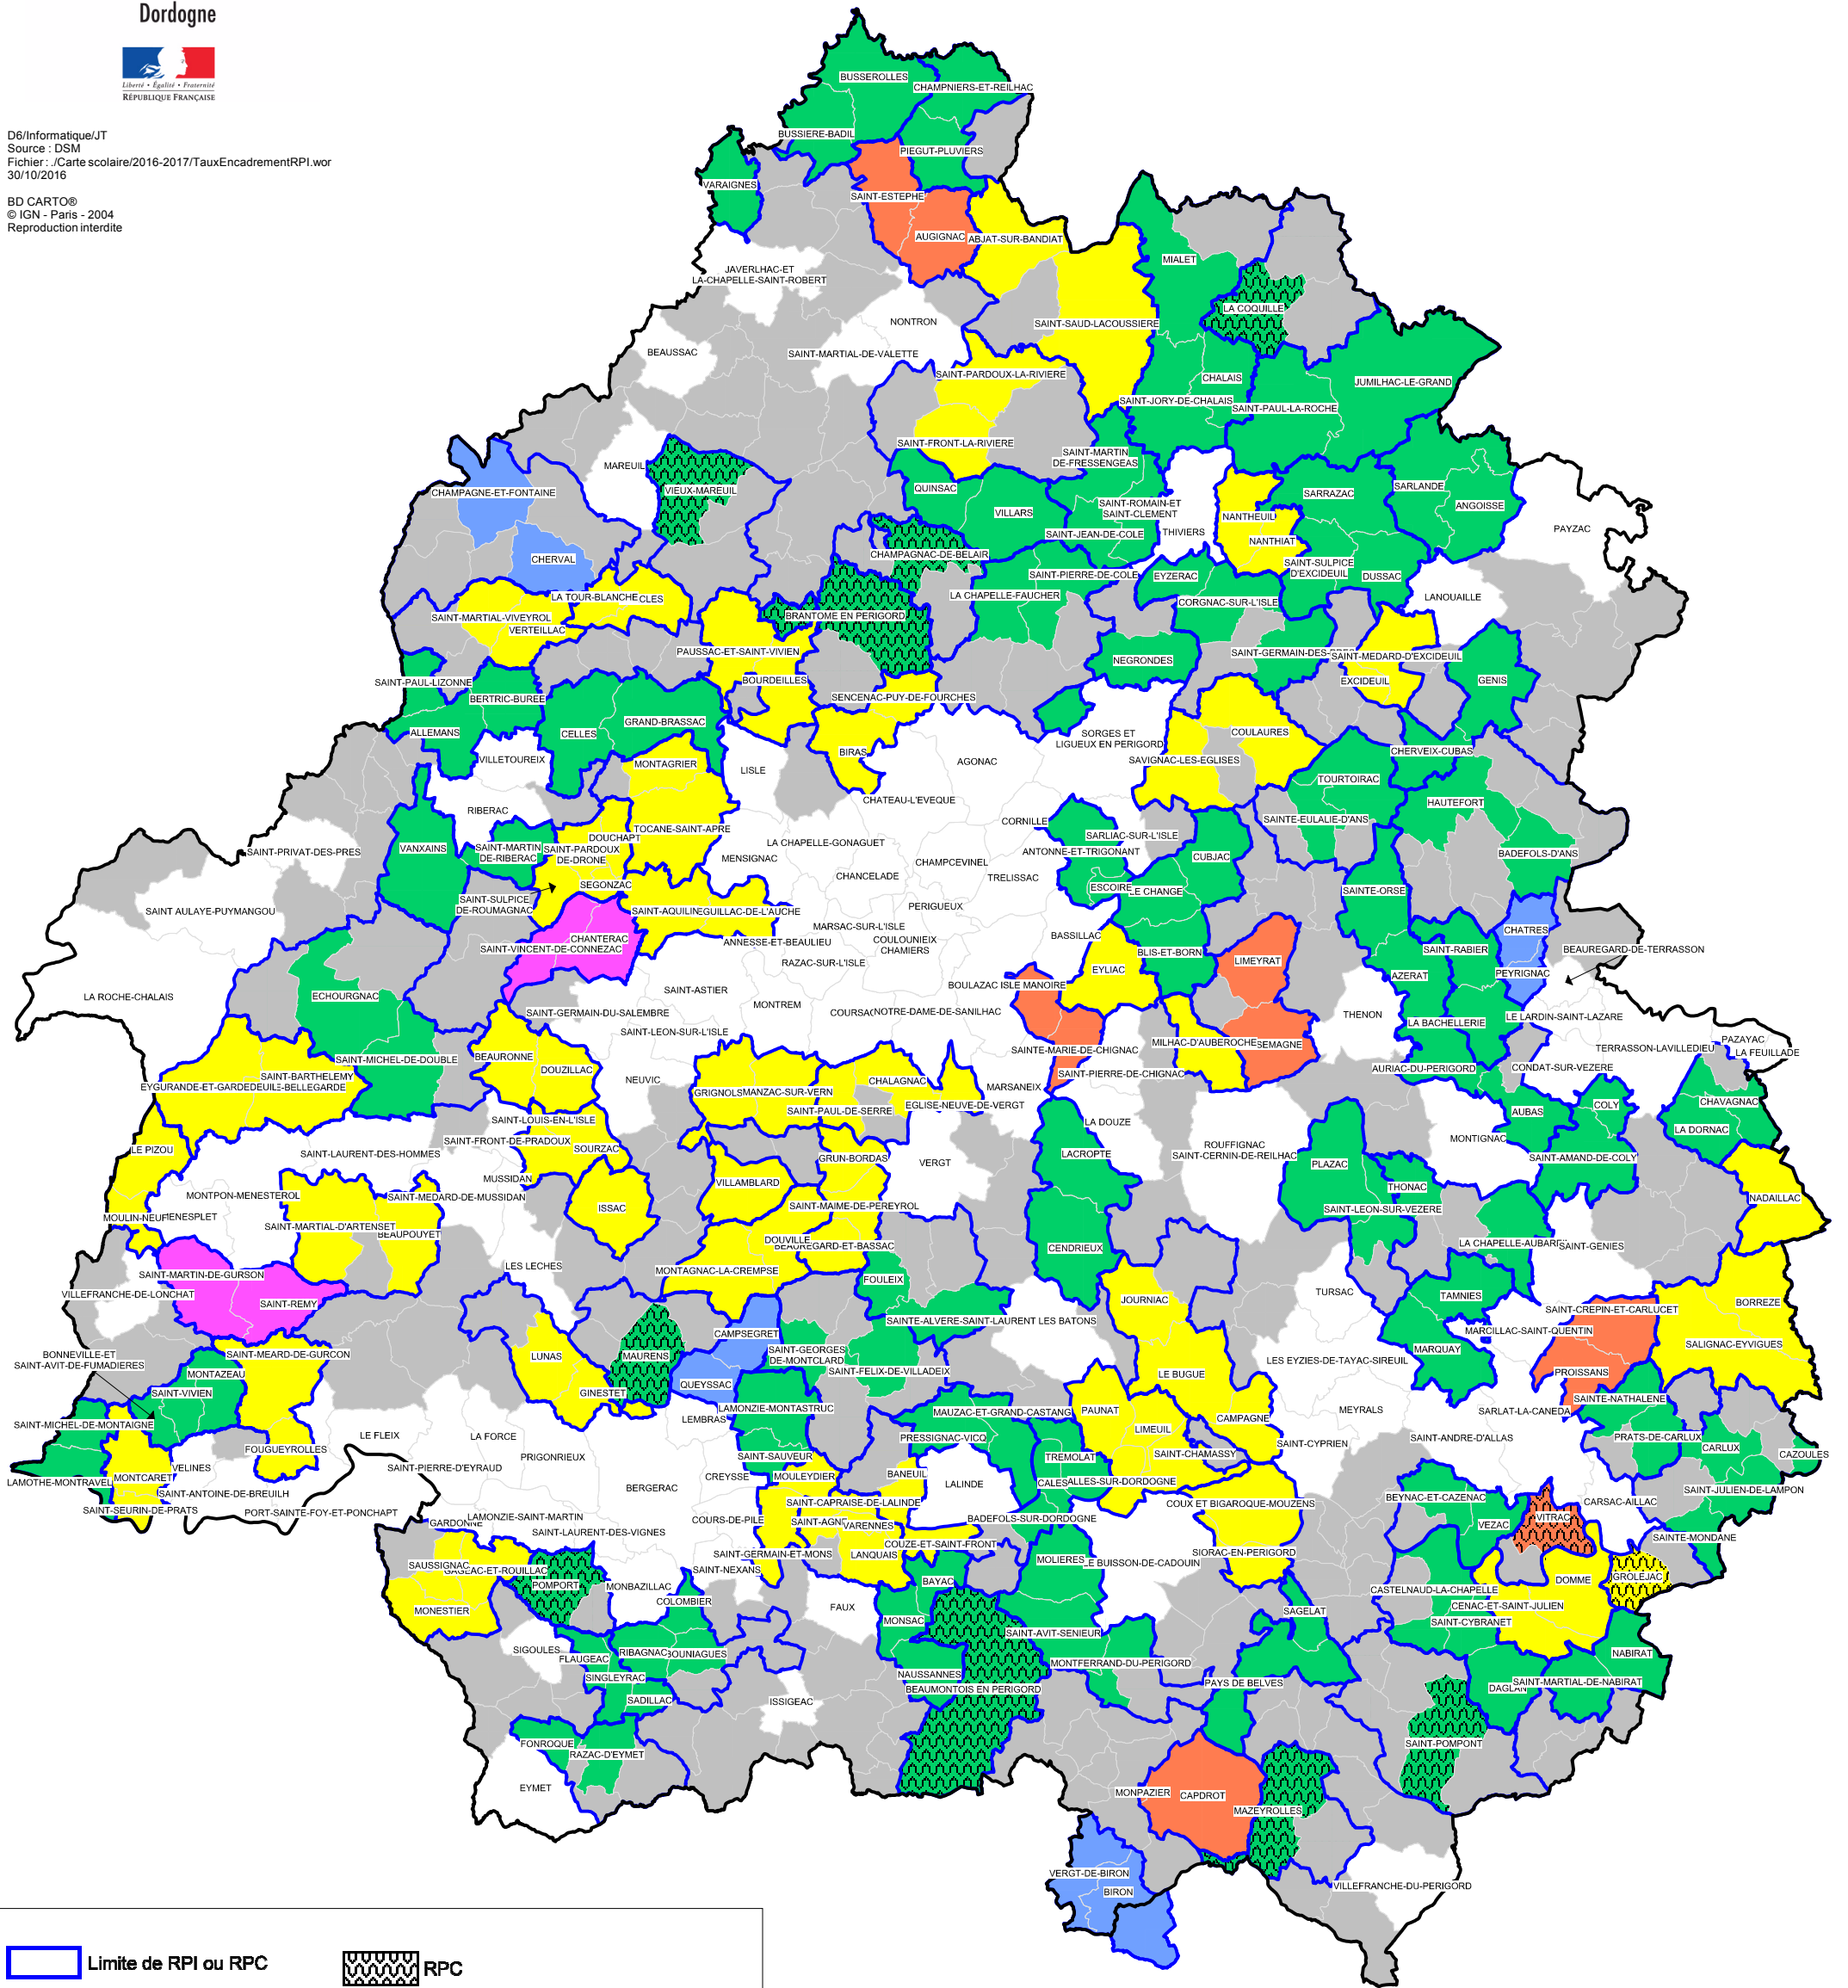 Dordogne
Liberté • Égalité • Fraternité
RÉPUBLIQUE FRANÇAISE
D6/Informatique/JT
Source : DSM
Fichier : ./Carte scolaire/2016-2017/TauxEncadrementRPI.wor
30/10/2016
BD CARTO®
© IGN - Paris - 2004
Reproduction interdite
BUSSEROLLES
CHAMPNIERS-ET-REILHAC
BUSSIERE-BADIL
PIEGUT-PLUVIERS
VARAIGNES
SAINT-ESTEPHE
AUGIGNAC
ABJAT-SUR-BANDIAT
MIALET
JAVERLHAC-ET
LA-CHAPELLE-SAINT-ROBERT
LA COQUILLE
NONTRON
SAINT-SAUD-LACOUSSIERE
BEAUSSAC
SAINT-MARTIAL-DE-VALETTE
SAINT-PARDOUX-LA-RIVIERE
CHALAIS
JUMILHAC-LE-GRAND
SAINT-JORY-DE-CHALAIS
SAINT-PAUL-LA-ROCHE
SAINT-FRONT-LA-RIVIERE
SAINT-MARTIN
DE-FRESSENGEAS
MAREUIL
CHAMPAGNE-ET-FONTAINE
VIEUX-MAREUIL
QUINSAC
SARLANDE
SARRAZAC
VILLARS
SAINT-ROMAIN-ET
SAINT-CLEMENT
ANGOISSE
NANTHEUIL
THIVIERS
PAYZAC
SAINT-JEAN-DE-COLE
NANTHIAT
CHERVAL
CHAMPAGNAC-DE-BELAIR
SAINT-SULPICE
D'EXCIDEUIL
SAINT-PIERRE-DE-COLE
EYZERAC
DUSSAC
LA TOUR-BLANCHE
CLES
LA CHAPELLE-FAUCHER
CORGNAC-SUR-L'ISLE
LANOUAILLE
SAINT-MARTIAL-VIVEYROL
BRANTOME EN PERIGORD
VERTEILLAC
PAUSSAC-ET-SAINT-VIVIEN
NEGRONDES
SAINT-GERMAIN-DES-PRES
SAINT-MEDARD-D'EXCIDEUIL
SAINT-PAUL-LIZONNE
BOURDEILLES
EXCIDEUIL
GENIS
BERTRIC-BUREE
SENCENAC-PUY-DE-FOURCHES
GRAND-BRASSAC
ALLEMANS
CELLES
SORGES ET
LIGUEUX EN PERIGORD
COULAURES
VILLETOUREIX
BIRAS
CHERVEIX-CUBAS
MONTAGRIER
LISLE
AGONAC
SAVIGNAC-LES-EGLISES
TOURTOIRAC
CHATEAU-L'EVEQUE
HAUTEFORT
RIBERAC
CORNILLE
SAINTE-EULALIE-D'ANS
DOUCHAPT
TOCANE-SAINT-APRE
SARLIAC-SUR-L'ISLE
LA CHAPELLE-GONAGUET
VANXAINS
SAINT-MARTIN
DE-RIBERAC
SAINT-PARDOUX
DE-DRONE
SAINT-PRIVAT-DES-PRES
MENSIGNAC
ANTONNE-ET-TRIGONANT
CUBJAC
BADEFOLS-D'ANS
CHAMPCEVINEL
CHANCELADE
TRELISSAC
SEGONZAC
ESCOIRE
LE CHANGE
SAINTE-ORSE
SAINT-SULPICE
DE-ROUMAGNAC
SAINT AULAYE-PUYMANGOU
SAINT-AQUILIN
EGUILLAC-DE-L'AUCHE
PERIGUEUX
MARSAC-SUR-L'ISLE
CHATRES
BASSILLAC
CHANTERAC
SAINT-VINCENT-DE-CONNEZAC
ANNESSE-ET-BEAULIEU
COULOUNIEIX
CHAMIERS
SAINT-RABIER
BEAUREGARD-DE-TERRASSON
BLIS-ET-BORN
RAZAC-SUR-L'ISLE
EYLIAC
LIMEYRAT
AZERAT
PEYRIGNAC
BOULAZAC ISLE MANOIRE
SAINT-ASTIER
ECHOURGNAC
LA ROCHE-CHALAIS
MONTREM
SAINT-GERMAIN-DU-SALEMBRE
COURSAC
NOTRE-DAME-DE-SANILHAC
THENON
LE LARDIN-SAINT-LAZARE
LA BACHELLERIE
SAINT-LEON-SUR-L'ISLE
PAZAYAC
MILHAC-D'AUBEROCHE
SEMAGNE
SAINTE-MARIE-DE-CHIGNAC
TERRASSON-LAVILLEDIEU
LA FEUILLADE
BEAURONNE
SAINT-MICHEL-DE-DOUBLE
DOUZILLAC
CONDAT-SUR-VEZERE
AURIAC-DU-PERIGORD
SAINT-PIERRE-DE-CHIGNAC
SAINT-BARTHELEMY
NEUVIC
CHALAGNAC
MARSANEIX
EYGURANDE-ET-GARDEDEUIL
-BELLEGARDE
GRIGNOLS
MANZAC-SUR-VERN
EGLISE-NEUVE-DE-VERGT
SAINT-PAUL-DE-SERRE
COLY
CHAVAGNAC
AUBAS
SAINT-LOUIS-EN-L'ISLE
LA DOUZE
LA DORNAC
SAINT-FRONT-DE-PRADOUX
SOURZAC
MONTIGNAC
ROUFFIGNAC
SAINT-CERNIN-DE-REILHAC
LE PIZOU
SAINT-LAURENT-DES-HOMMES
LACROPTE
GRUN-BORDAS
VERGT
PLAZAC
SAINT-AMAND-DE-COLY
MUSSIDAN
VILLAMBLARD
THONAC
MONTPON-MENESTEROL
SAINT-MEDARD-DE-MUSSIDAN
ISSAC
SAINT-MAIME-DE-PEREYROL
NADAILLAC
SAINT-LEON-SUR-VEZERE
MOULIN-NEUF
MENESPLET
SAINT-MARTIAL-D'ARTENSET
BEAUPOUYET
DOUVILLE
BEAUREGARD-ET-BASSAC
CENDRIEUX
LA CHAPELLE-AUBAREIL
SAINT-GENIES
LES LECHES
SAINT-MARTIN-DE-GURSON
MONTAGNAC-LA-CREMPSE
FOULEIX
VILLEFRANCHE-DE-LONCHAT
TURSAC
TAMNIES
JOURNIAC
SAINT-REMY
BORREZE
SAINT-CREPIN-ET-CARLUCET
SAINTE-ALVERE-SAINT-LAURENT LES BATONS
CAMPSEGRET
MARCILLAC-SAINT-QUENTIN
SALIGNAC-EYVIGUES
BONNEVILLE-ET
SAINT-AVIT-DE-FUMADIERES
SAINT-MEARD-DE-GURCON
LUNAS
MAURENS
SAINT-GEORGES
DE-MONTCLARD
MARQUAY
LES EYZIES-DE-TAYAC-SIREUIL
SAINT-FELIX-DE-VILLADEIX
MONTAZEAU
LE BUGUE
PROISSANS
QUEYSSAC
SAINT-VIVIEN
GINESTET
SAINTE-NATHALENE
LAMONZIE-MONTASTRUC
MAUZAC-ET-GRAND-CASTANG
PAUNAT
MEYRALS
SARLAT-LA-CANEDA
SAINT-MICHEL-DE-MONTAIGNE
LEMBRAS
CAMPAGNE
LE FLEIX
LA FORCE
PRESSIGNAC-VICQ
LIMEUIL
SAINT-ANDRE-D'ALLAS
PRATS-DE-CARLUX
SAINT-CYPRIEN
FOUGUEYROLLES
PRIGONRIEUX
SAINT-SAUVEUR
TREMOLAT
SAINT-CHAMASSY
CARLUX
CAZOULES
VELINES
SAINT-PIERRE-D'EYRAUD
LAMOTHE-MONTRAVEL
MONTCARET
CREYSSE
MOULEYDIER
BANEUIL
LALINDE
CALES
ALLES-SUR-DORDOGNE
SAINT-JULIEN-DE-LAMPON
SAINT-ANTOINE-DE-BREUILH
BERGERAC
BEYNAC-ET-CAZENAC
SAINT-CAPRAISE-DE-LALINDE
COUX ET BIGAROQUE-MOUZENS
CARSAC-AILLAC
SAINT-SEURIN-DE-PRATS
PORT-SAINTE-FOY-ET-PONCHAPT
LAMONZIE-SAINT-MARTIN
GARDONNE
COURS-DE-PILE
SAINT-AGNE
VARENNES
BADEFOLS-SUR-DORDOGNE
VEZAC
VITRAC
SAINT-LAURENT-DES-VIGNES
SAINTE-MONDANE
COUZE-ET-SAINT-FRONT
SAINT-GERMAIN-ET-MONS
LANQUAIS
SIORAC-EN-PERIGORD
SAUSSIGNAC
GAGEAC-ET-ROUILLAC
SAINT-NEXANS
MOLIERES
LE BUISSON-DE-CADOUIN
POMPORT
MONBAZILLAC
BAYAC
DOMME
GROLEJAC
CASTELNAUD-LA-CHAPELLE
COLOMBIER
MONESTIER
FAUX
SAGELAT
CENAC-ET-SAINT-JULIEN
MONSAC
SAINT-CYBRANET
SAINT-AVIT-SENIEUR
SIGOULES
FLAUGEAC
RIBAGNAC
BOUNIAGUES
NABIRAT
MONTFERRAND-DU-PERIGORD
NAUSSANNES
SINGLEYRAC
PAYS DE BELVES
SAINT-MARTIAL-DE-NABIRAT
DAGLAN
BEAUMONTOIS EN PERIGORD
SADILLAC
ISSIGEAC
FONROQUE
SAINT-POMPONT
RAZAC-D'EYMET
EYMET
MONPAZIER
CAPDROT
MAZEYROLLES
VERGT-DE-BIRON
VILLEFRANCHE-DU-PERIGORD
BIRON
Limite de RPI ou RPC
RPC